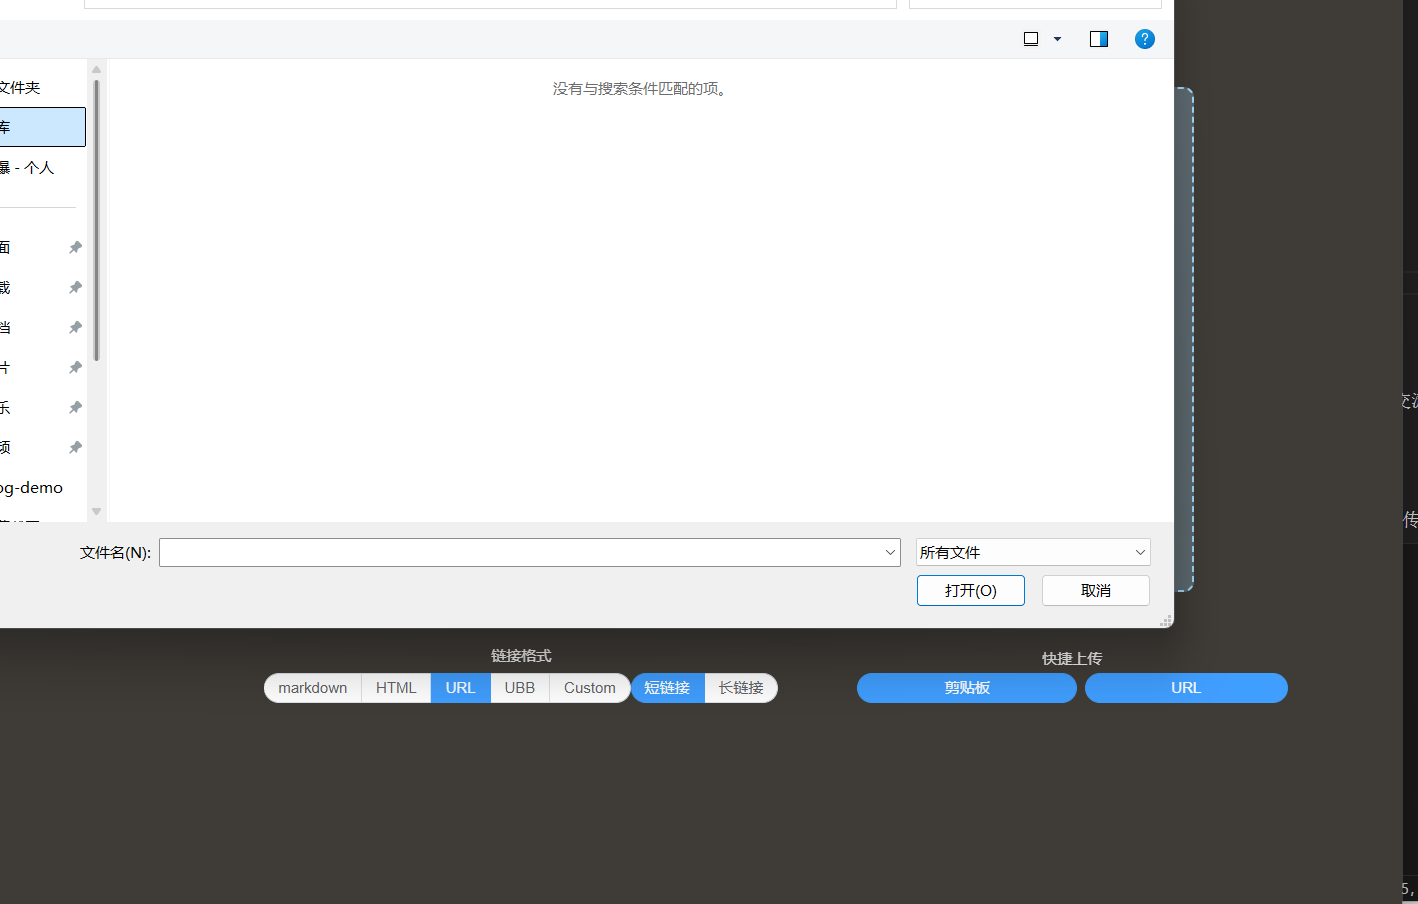 没有与搜索条件匹配的项。
文件夹
库
暴 - 个人
面
载
档
片
乐
频
og-demo
文件名(N):
所有文件
打开(O)
取消
链接格式
快捷上传
markdown
HTML
URL
UBB
Custom
短链接
长链接
剪贴板
URL
传
5,